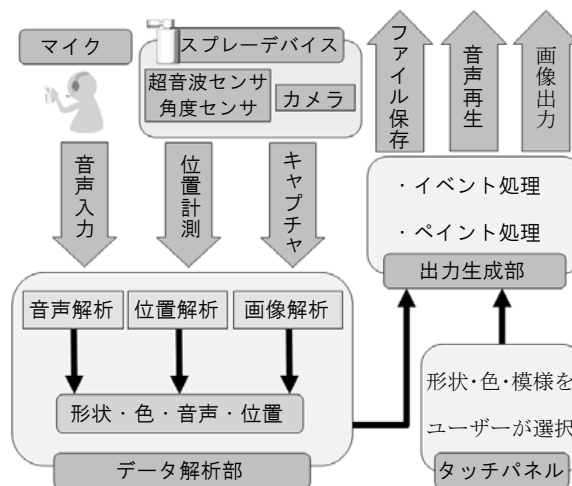 マイク
スプレーデバイス
超音波センサ
角度センサ
カメラ
音声入力
位置計測
キャプチャ
ファイル保存
音声再生
画像出力
・イベント処理
・ペイント処理
出力生成部
音声解析
位置解析
画像解析
形状・色・音声・位置
データ解析部
形状・色・模様を
ユーザーが選択
タッチパネル